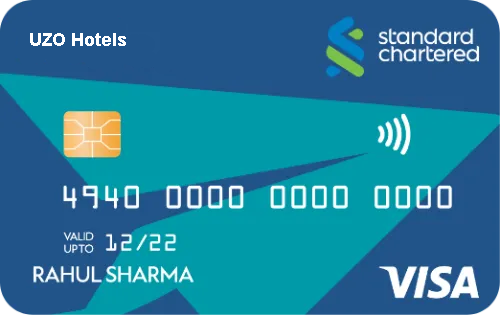 UZO Hotels
standard
chartered
4940 0000 0000 0000
VALID
UPTO 12/22
RAHUL SHARMA
VISA